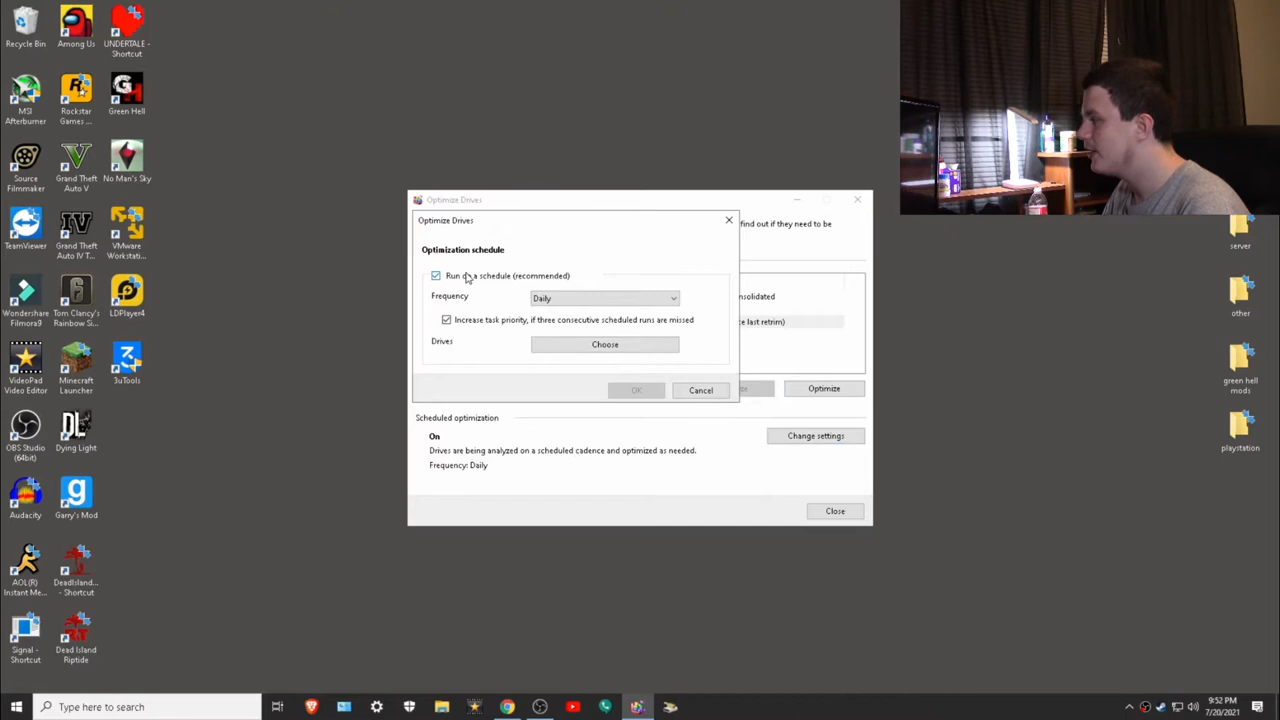 Recycle Bin
Among Us
UNDERTALE - Shortcut
MSI Afterburner
Rockstar Games ...
Green Hell
Source Filmmaker
Grand Theft Auto V
No Man's Sky
TeamViewer
Grand Theft Auto IV T...
VMware Workstati...
Wondershare Filmora9
Tom Clancy's Rainbow Si...
LDPlayer4
VideoPad Video Editor
Minecraft Launcher
3uTools
OBS Studio (64bit)
Dying Light
Audacity
Garry's Mod
AOL(R) Instant Me...
DeadIsland... - Shortcut
Signal - Shortcut
Dead Island Riptide
server
other
green hell mods
playstation
Optimize Drives
Optimize Drives
find out if they need to be
Optimization schedule
Run on a schedule (recommended)
Frequency
Daily
Increase task priority, if three consecutive scheduled runs are missed
Drives
Choose
OK
Cancel
nsolidated
e last retrim)
Optimize
Scheduled optimization
On
Change settings
Drives are being analyzed on a scheduled cadence and optimized as needed.
Frequency: Daily
Close
Type here to search
9:52 PM
7/20/2021